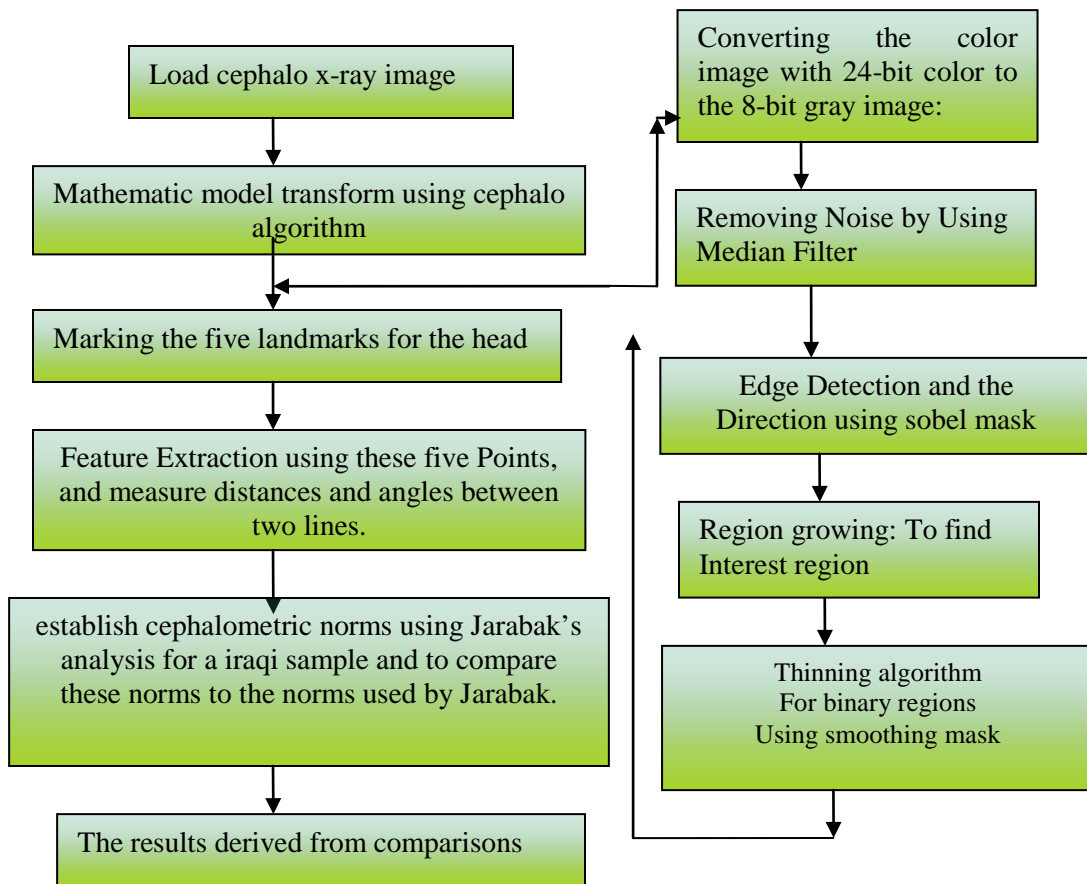 Load cephalo x-ray image
Mathematic model transform using cephalo
algorithm
Marking the five landmarks for the head
Feature Extraction using these five Points,
and measure distances and angles between
two lines.
establish cephalometric norms using Jarabak's
analysis for a iraqi sample and to compare
these norms to the norms used by Jarabak.
The results derived from comparisons
Converting the color
image with 24-bit color to
the 8-bit gray image:
Removing Noise by Using
Median Filter
Edge Detection and the
Direction using sobel mask
Region growing: To find
Interest region
Thinning algorithm
For binary regions
Using smoothing mask